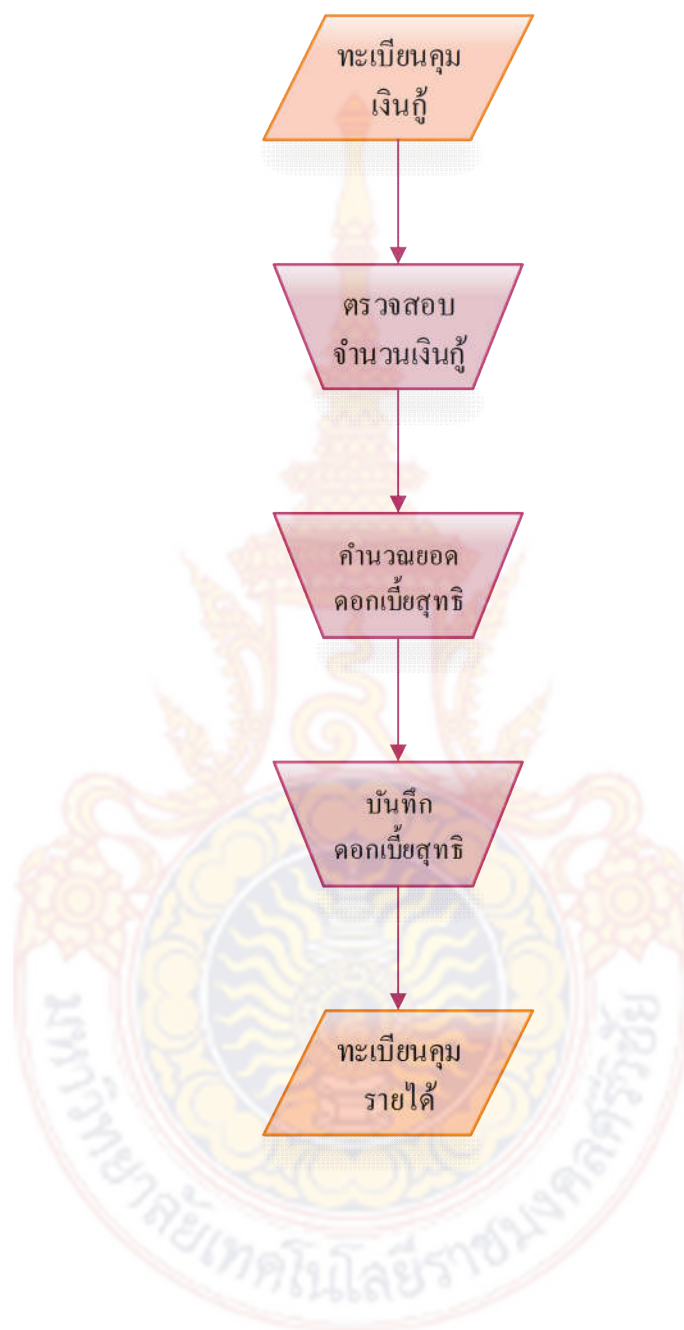 ทะเบียนคุม
เงินกู้
ตรวจสอบ
จำนวนเงินกู้
คำนวณยอด
ดอกเบี้ยสุทธิ
บันทึก
ดอกเบี้ยสุทธิ
ทะเบียนคุม
รายได้
มหาวิทยาลัยเทคโนโลยีราชมงคลศรีวิชัย